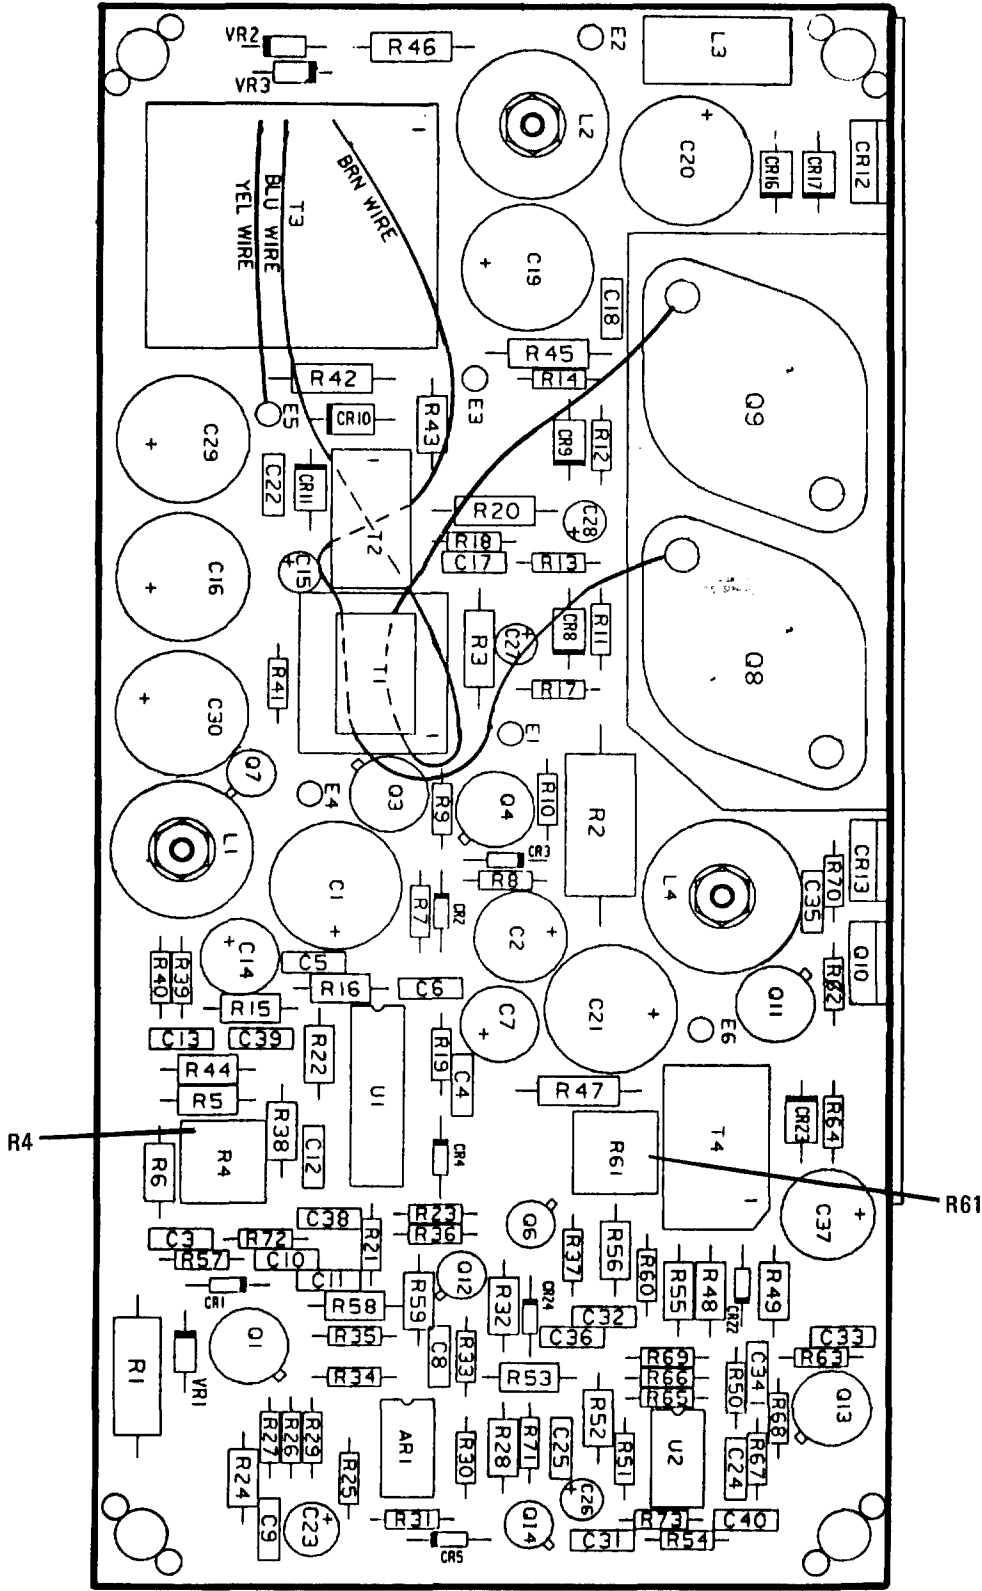 VR2
R46
E2
L3
VR3
L2
C20
CR16
CR17
CR12
BRN WIRE
T3
BLU WIRE
YEL WIRE
C19
C18
R45
R42
R14
E3
Q9
E5
CR10
R43
CR9
R12
C29
C22
CR11
R20
C28
T2
R18
C17
R13
C15
C16
R3
C27
CR8
R11
Q8
T1
R41
R17
C30
E1
Q7
E4
Q3
R9
Q4
R10
R2
L1
CR3
R8
L4
R70
CR13
C35
C1
R7
CR2
C2
C14
C5
R40
R39
R16
C6
R62
Q10
R15
C7
C21
Q11
E6
C13
C39
R22
R19
R44
U1
C4
R47
R5
R38
T4
CR23
R64
R4
R4
R6
C12
CR4
R61
R61
C37
C38
R23
R36
Q6
C3
R72
R21
R57
C10
R37
R56
R60
C11
Q12
R59
R32
CR24
R55
R48
CR22
R49
CR1
R58
C32
C36
Q1
R35
C8
R33
C33
R63
R69
R66
R65
C34
R50
R1
VR1
R34
R53
R68
Q13
R27
R26
R29
AR1
R30
R28
R71
C25
R52
R51
U2
C24
R67
R24
R25
C26
C9
C23
R31
CR5
Q14
C31
R73
R54
C40